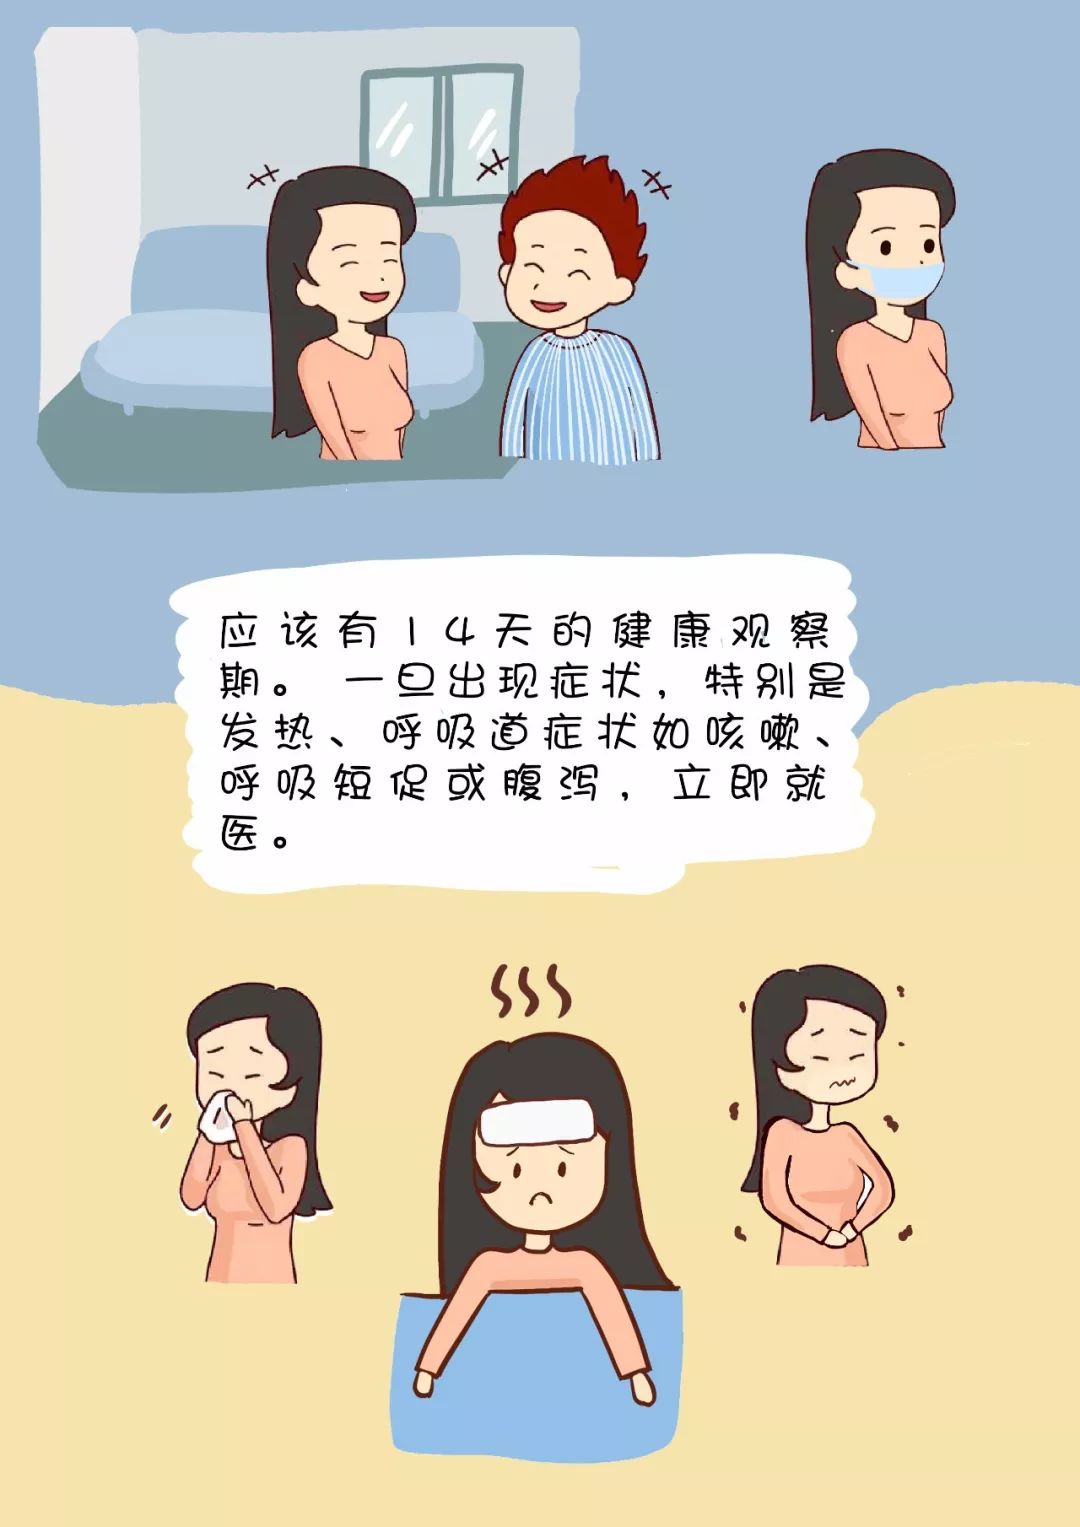 应该有14天的健康观察
期。 一旦出现症状，特别是
发热、呼吸道症状如咳嗽、
呼吸短促或腹泻，立即就
医。